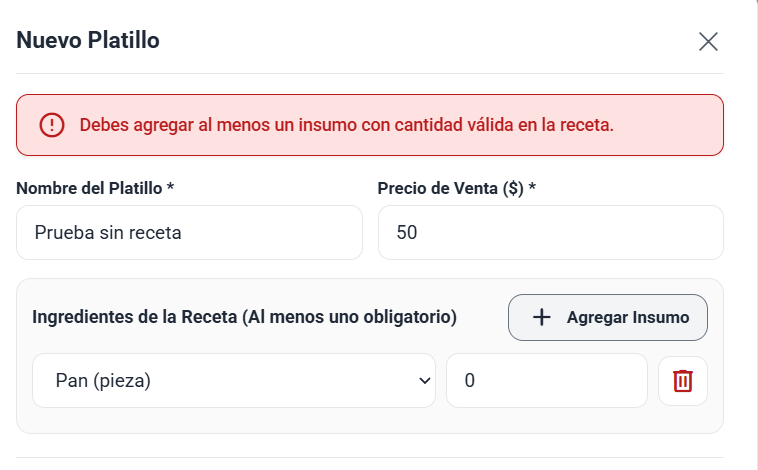 Nuevo Platillo
Debes agregar al menos un insumo con cantidad válida en la receta.
Nombre del Platillo *
Precio de Venta ($) *
Prueba sin receta
50
Ingredientes de la Receta (Al menos uno obligatorio)
Agregar Insumo
Pan (pieza)
0